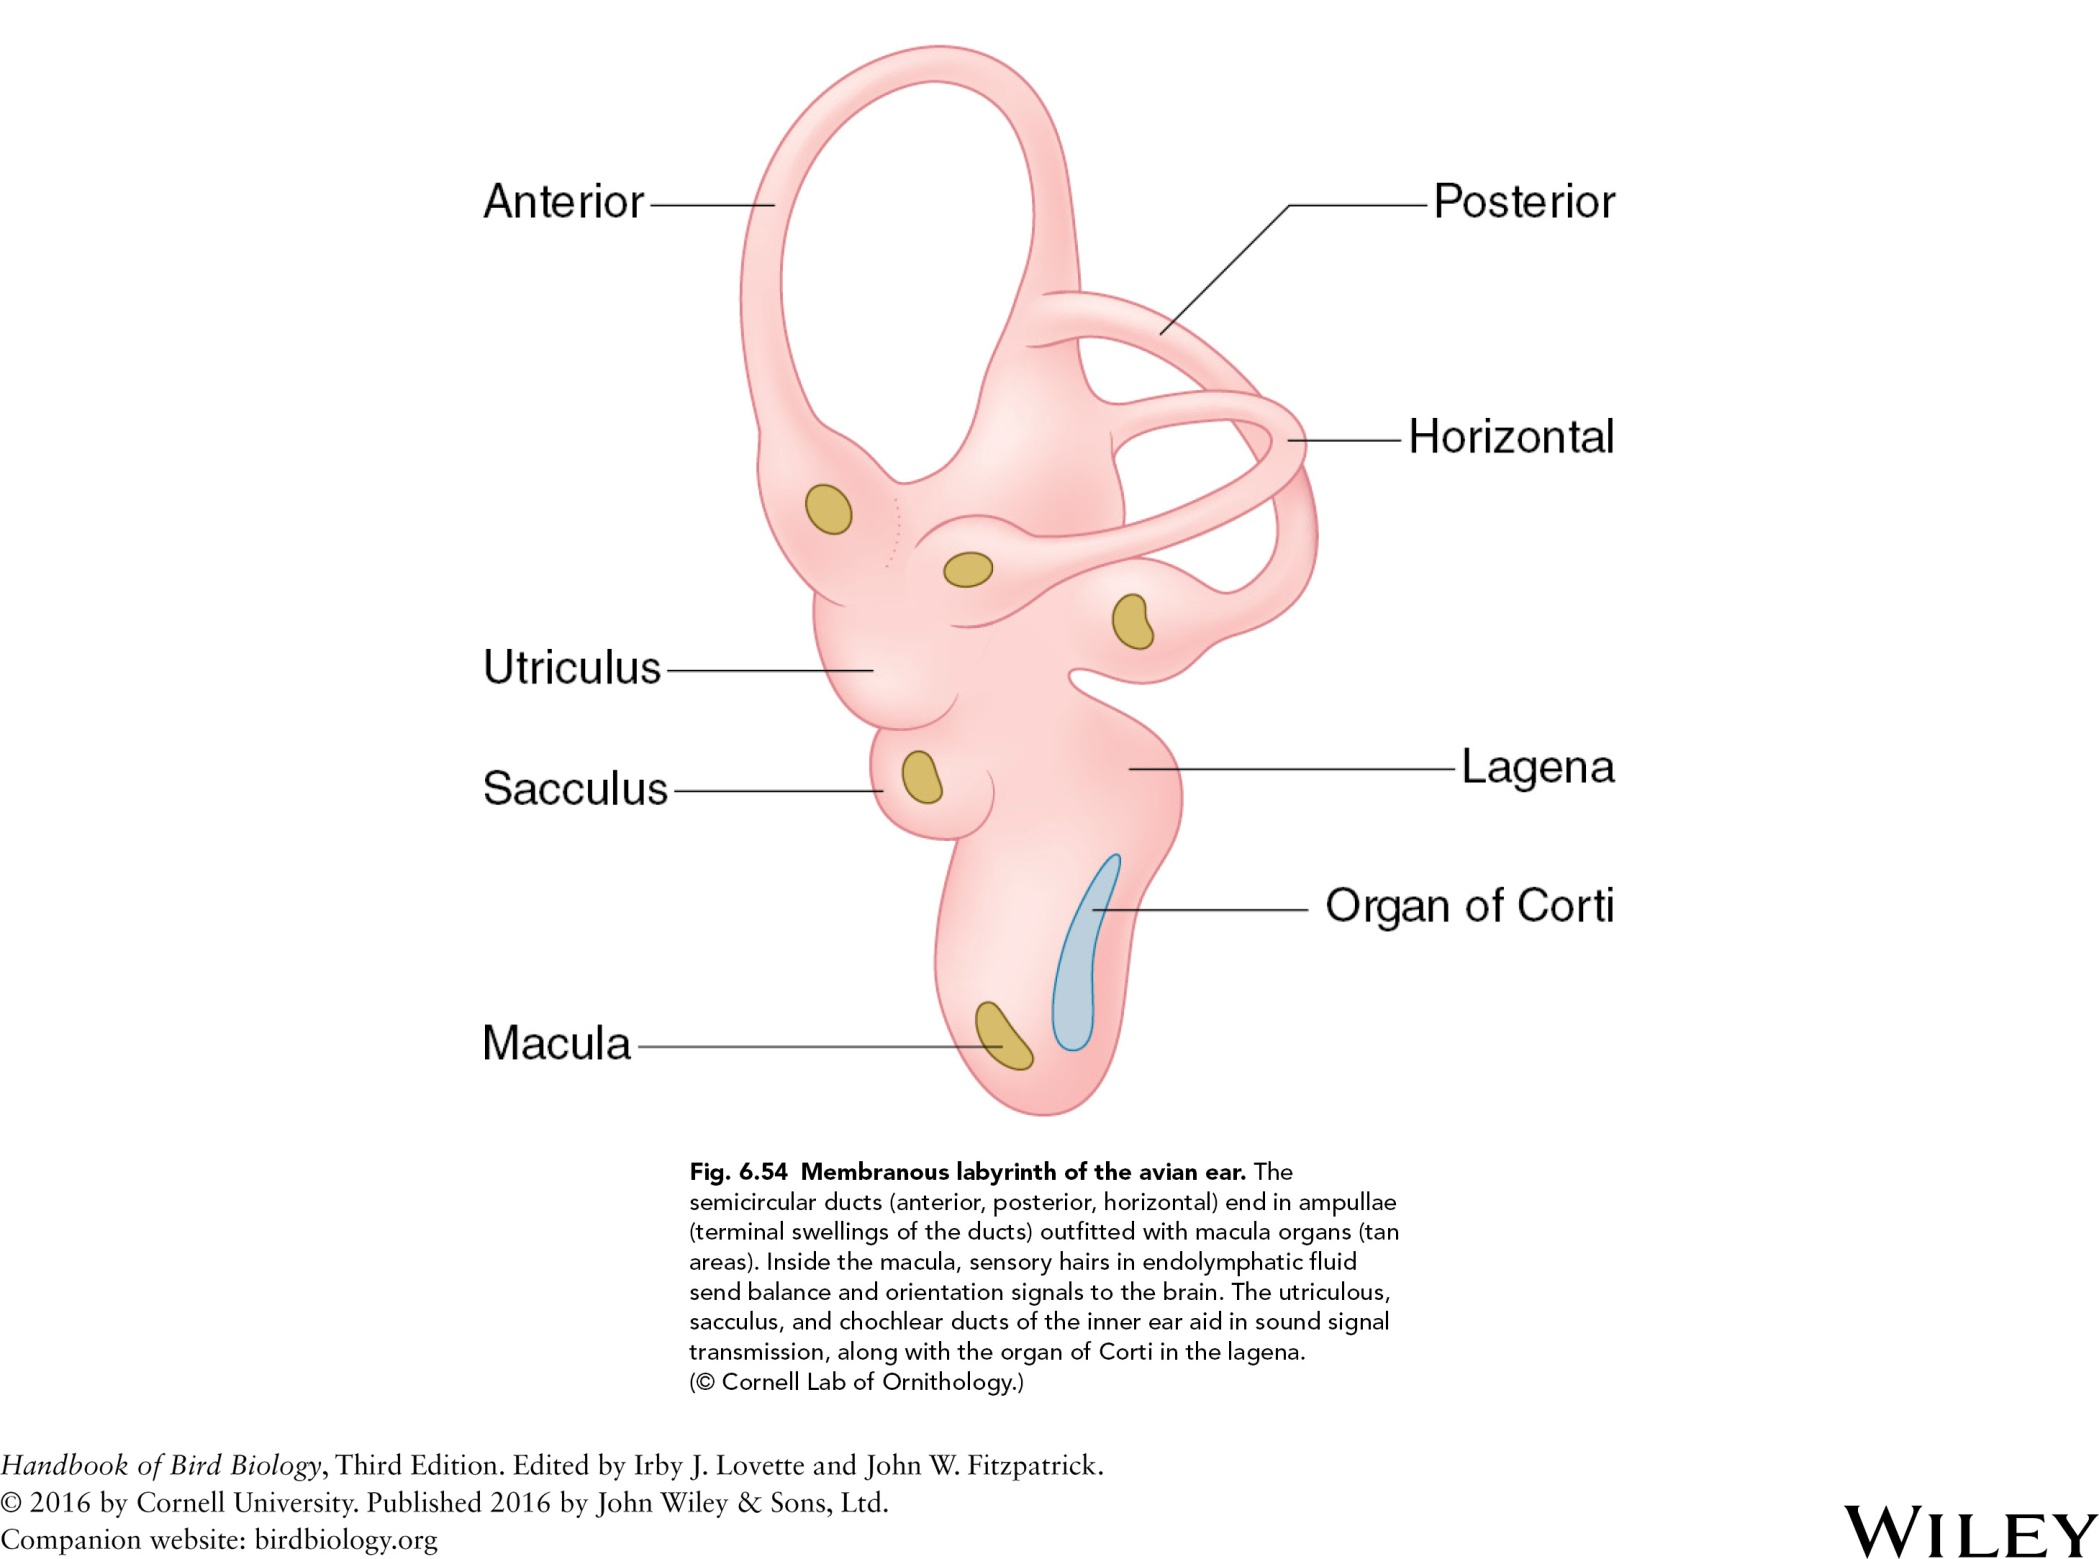 Anterior
Posterior
Horizontal
Utriculus
Sacculus
Lagena
Organ of Corti
Macula
Fig. 6.54 Membranous labyrinth of the avian ear. The
semicircular ducts (anterior, posterior, horizontal) end in ampullae
(terminal swellings of the ducts) outfitted with macula organs (tan
areas). Inside the macula, sensory hairs in endolymphatic fluid
send balance and orientation signals to the brain. The utriculous,
sacculus, and chochlear ducts of the inner ear aid in sound signal
transmission, along with the organ of Corti in the lagena.
(© Cornell Lab of Ornithology.)
Handbook of Bird Biology, Third Edition. Edited by Irby J. Lovette and John W. Fitzpatrick.
© 2016 by Cornell University. Published 2016 by John Wiley & Sons, Ltd.
Companion website: birdbiology.org
WILEY